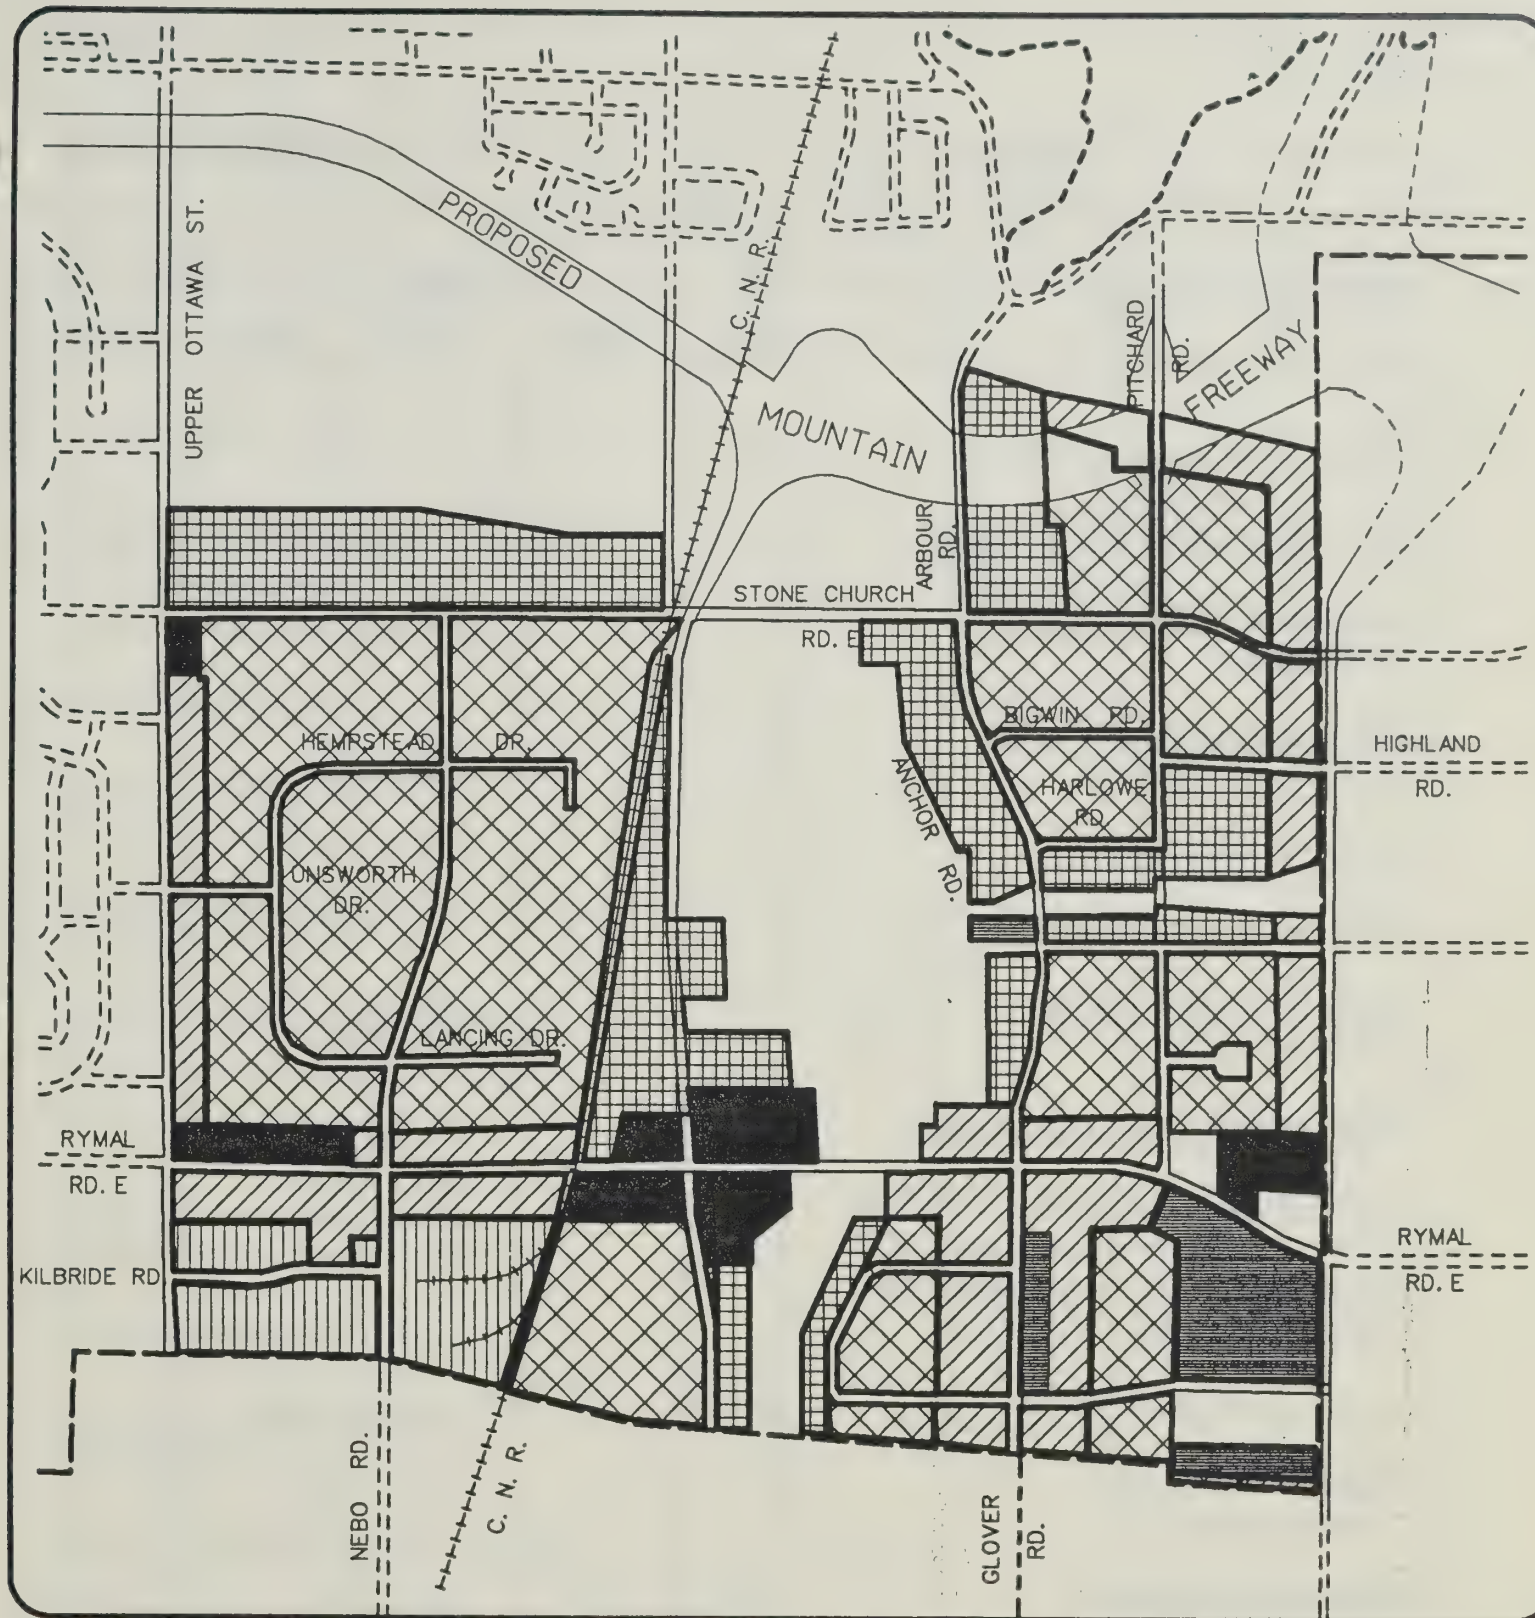 PROPOSED
MOUNTAIN
FREEWAY
C. N. R.
UPPER OTTAWA ST.
PITCHARD
RD.
ARBOUR
RD.
STONE CHURCH
RD. E
BIGWIN RD.
HEMPSTEAD DR.
HIGHLAND
RD.
HARLOWE
RD.
ANCHOR RD.
UNSWORTH
DR.
LANCING DR.
RYMAL
RD. E
KILBRIDE RD
RYMAL
RD. E
NEBO RD.
C. N. R.
GLOVER
RD.